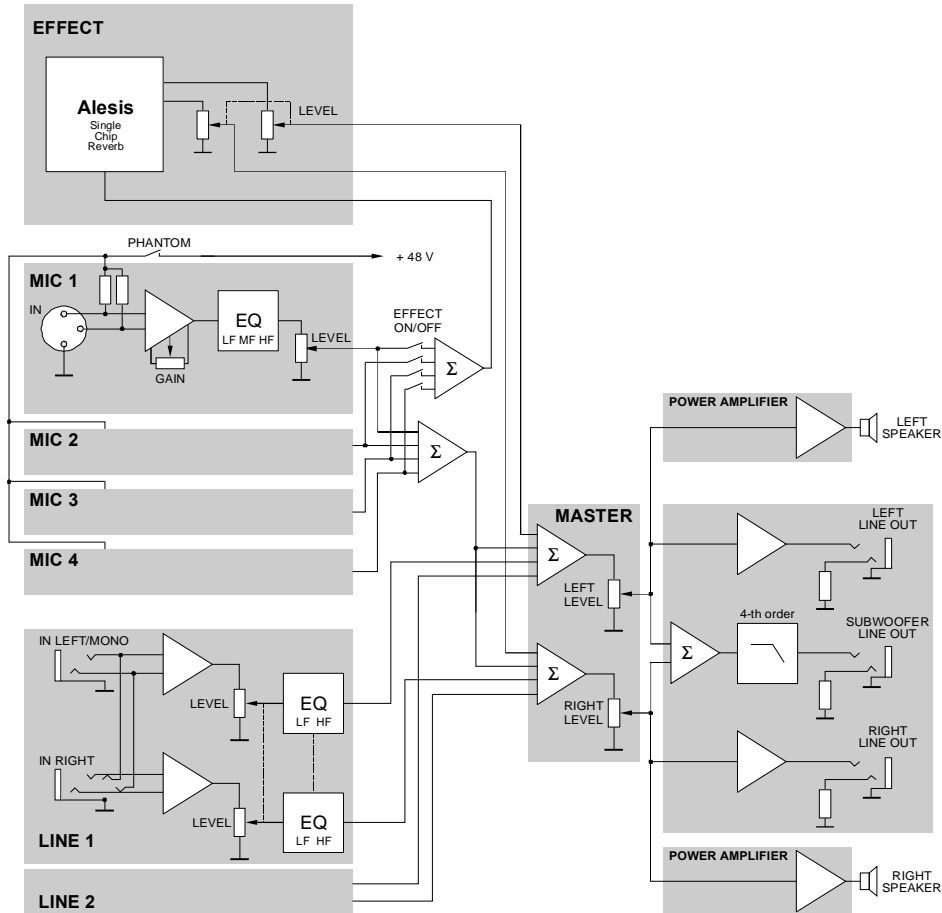 EFFECT
Alesis
Single
Chip
Reverb
LEVEL
PHANTOM
+ 48 V
MIC 1
IN
GAIN
EQ
LF MF HF
LEVEL
EFFECT
ON/OFF
Σ
MIC 2
Σ
MIC 3
MIC 4
POWER AMPLIFIER
LEFT
SPEAKER
MASTER
Σ
LEFT
LEVEL
Σ
RIGHT
LEVEL
LEFT
LINE OUT
4-th order
Σ
SUBWOOFER
LINE OUT
RIGHT
LINE OUT
IN LEFT/MONO
LEVEL
EQ
LF HF
IN RIGHT
LEVEL
EQ
LF HF
LINE 1
LINE 2
POWER AMPLIFIER
RIGHT
SPEAKER